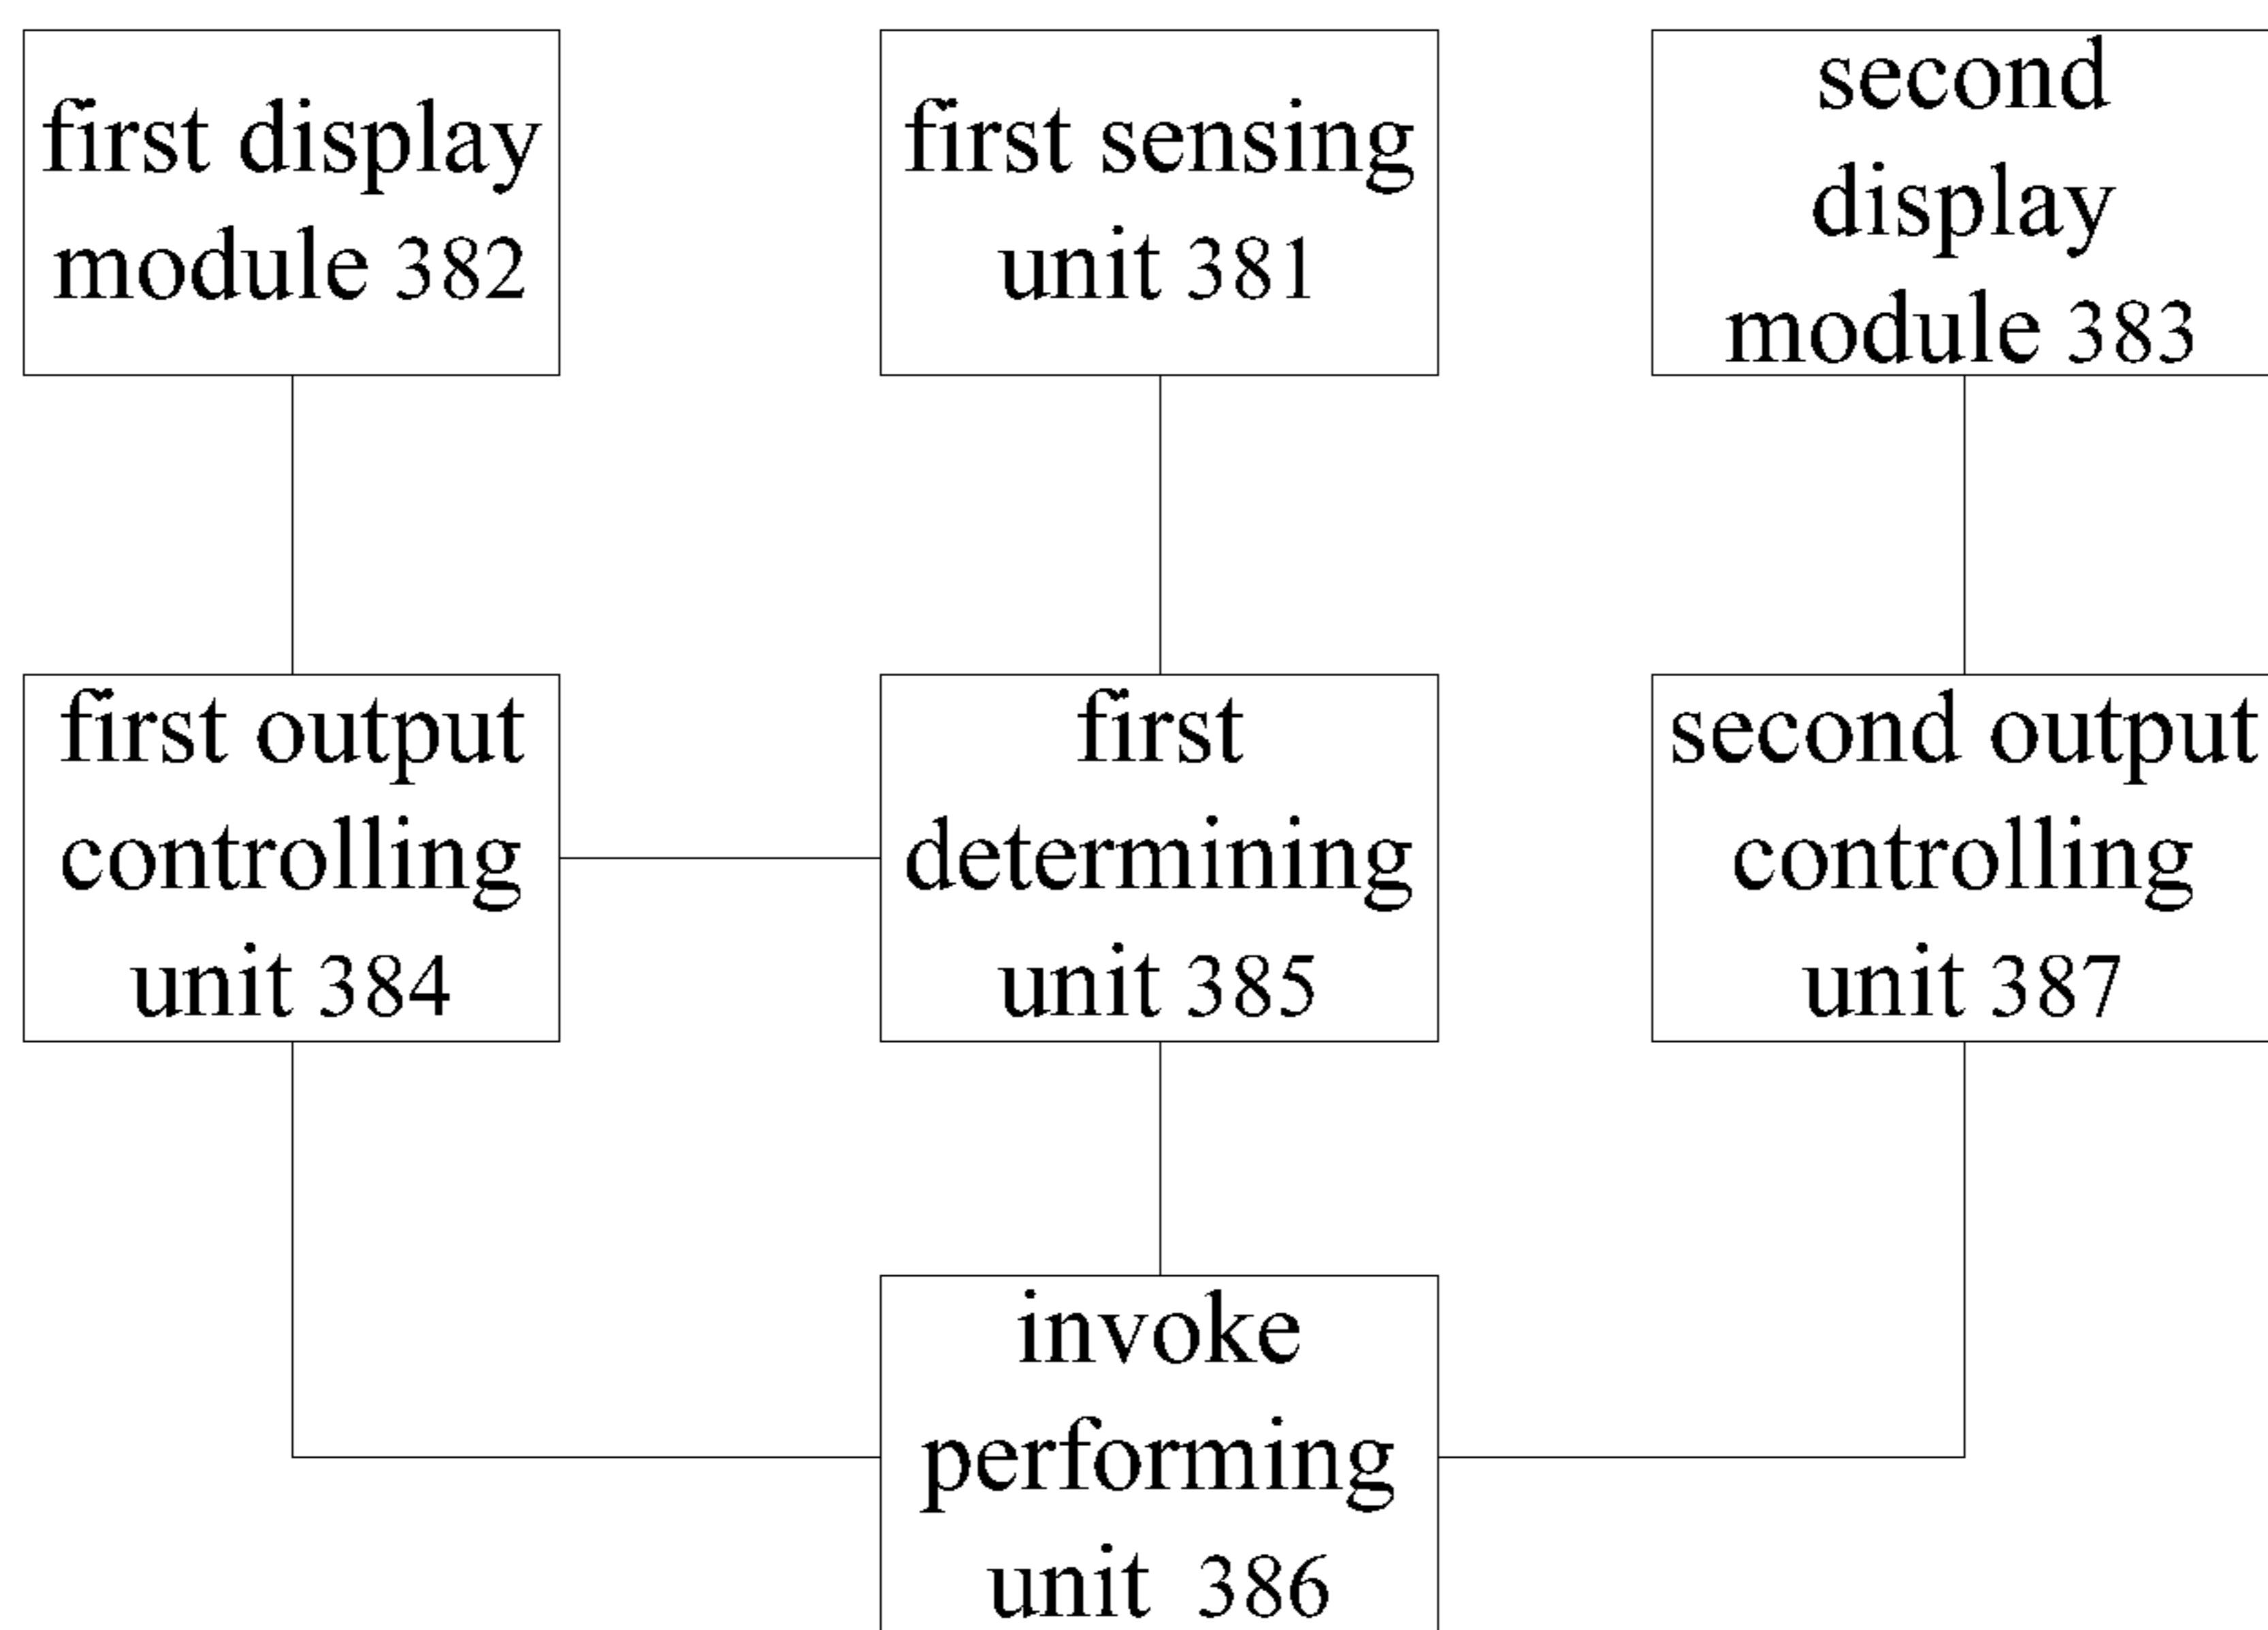 first display
module 382
first sensing
unit 381
second
display
module 383
first output
controlling
unit 384
first
determining
unit 385
second output
controlling
unit 387
invoke
performing
unit 386